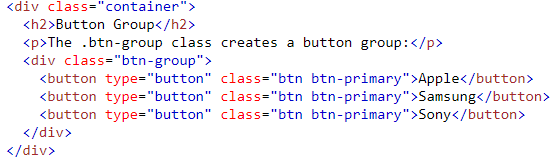 <div class="container">
  <h2>Button Group</h2>
  <p>The .btn-group class creates a button group:</p>
  <div class="btn-group">
    <button type="button" class="btn btn-primary">Apple</button>
    <button type="button" class="btn btn-primary">Samsung</button>
    <button type="button" class="btn btn-primary">Sony</button>
  </div>
</div>